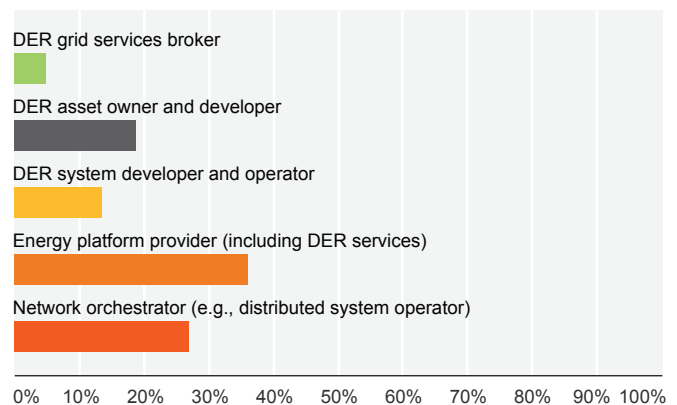 DER grid services broker
DER asset owner and developer
DER system developer and operator
Energy platform provider (including DER services)
Network orchestrator (e.g., distributed system operator)
0% 10% 20% 30% 40% 50% 60% 70% 80% 90% 100%